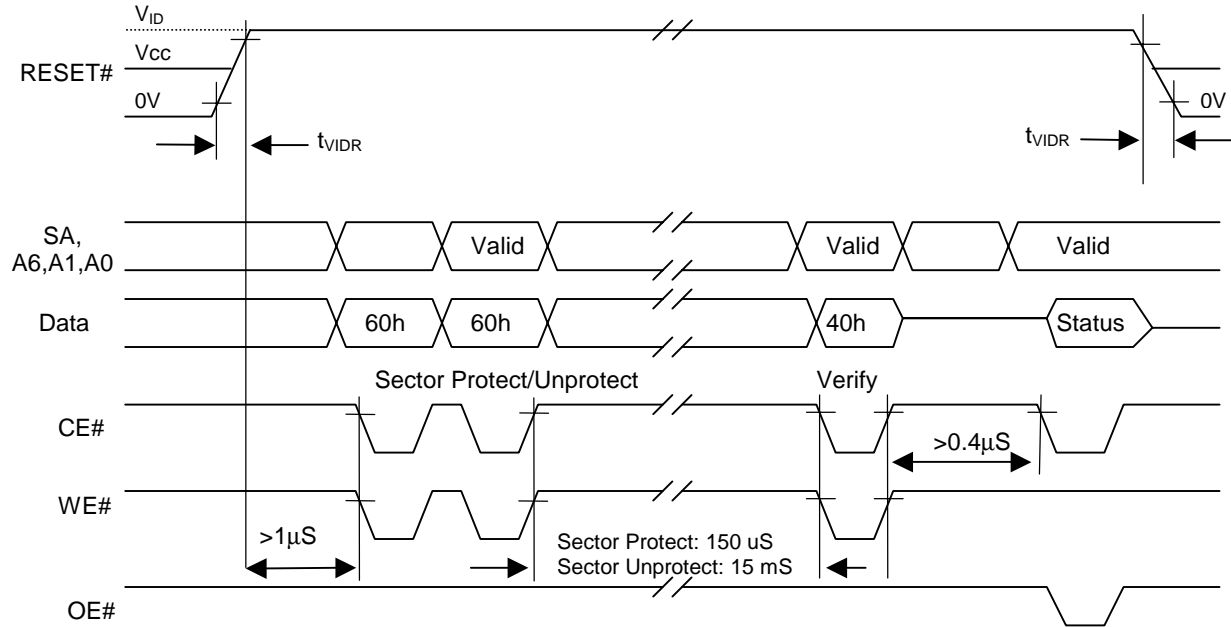 VID
Vcc
RESET#
0V
0V
tVIDR
tVIDR
SA,
A6,A1,A0
Valid
Valid
Valid
Data
60h
60h
40h
Status
Sector Protect/Unprotect
Verify
CE#
>0.4μS
WE#
>1μS
Sector Protect: 150 uS
Sector Unprotect: 15 mS
OE#